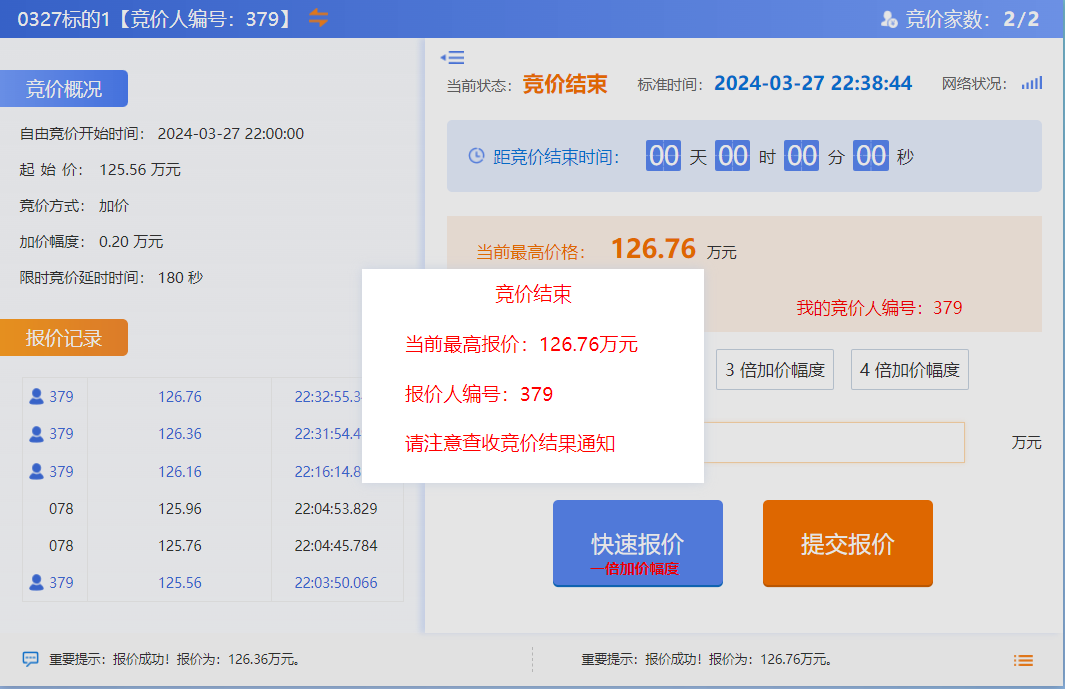 0327标的1【竞价人编号：379】
竞价家数：2/2
竞价概况
自由竞价开始时间： 2024-03-27 22:00:00
起 始 价： 125.56 万元
竞价方式： 加价
加价幅度： 0.20 万元
限时竞价延时时间： 180 秒
报价记录
379 126.76 22:32:55.3
379 126.36 22:31:54.4
379 126.16 22:16:14.8
078 125.96 22:04:53.829
078 125.76 22:04:45.784
379 125.56 22:03:50.066
当前状态： 竞价结束 标准时间： 2024-03-27 22:38:44 网络状况：
距竞价结束时间： 00 天 00 时 00 分 00 秒
当前最高价格： 126.76 万元
我的竞价人编号：379
3 倍加价幅度 4 倍加价幅度
万元
竞价结束
当前最高报价：126.76万元
报价人编号：379
请注意查收竞价结果通知
快速报价
一倍加价幅度
提交报价
重要提示：报价成功！报价为：126.36万元。
重要提示：报价成功！报价为：126.76万元。